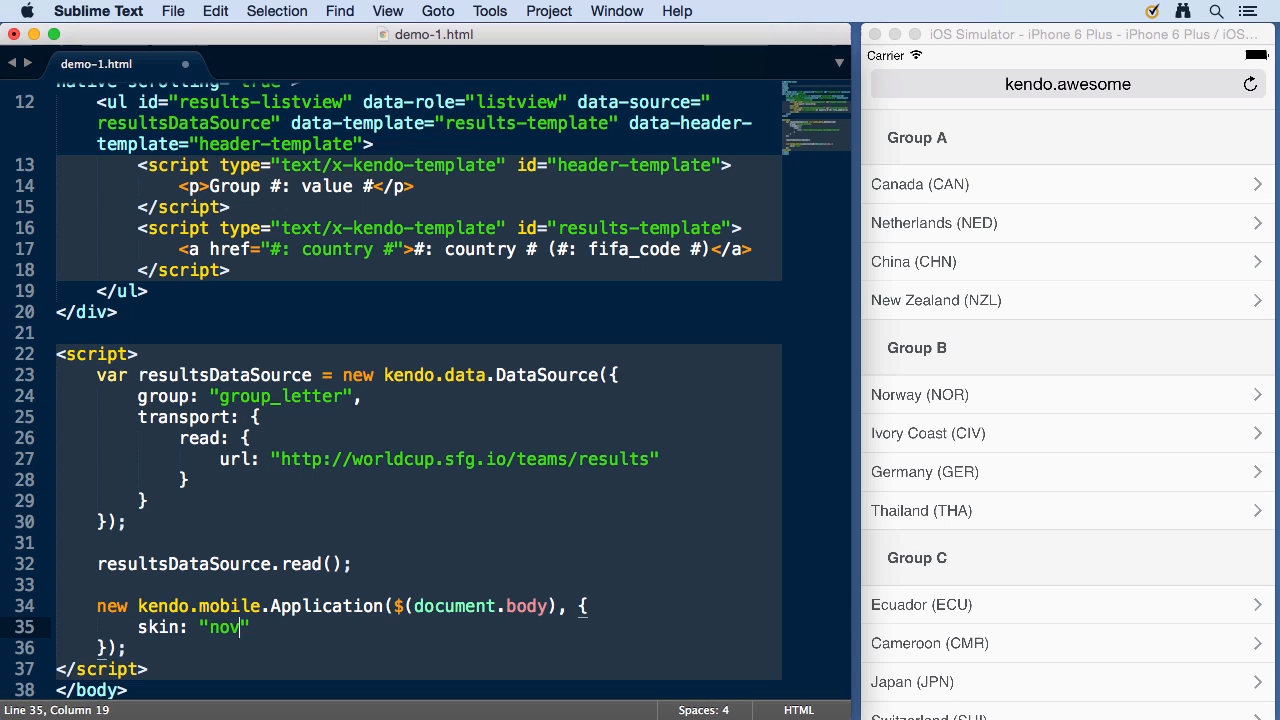 Sublime Text File Edit Selection Find View Goto Tools Project Window Help
demo-1.html
demo-1.html
native-scrolling="true">
12 <ul id="results-listview" data-role="listview" data-source="
resultsDataSource" data-template="results-template" data-header-
template="header-template">
13 <script type="text/x-kendo-template" id="header-template">
14 <p>Group #: value #</p>
15 </script>
16 <script type="text/x-kendo-template" id="results-template">
17 <a href="#: country #">#: country # (#: fifa_code #)</a>
18 </script>
19 </ul>
20 </div>
21
22 <script>
23 var resultsDataSource = new kendo.data.DataSource({
24 group: "group_letter",
25 transport: {
26 read: {
27 url: "http://worldcup.sfg.io/teams/results"
28 }
29 }
30 });
31
32 resultsDataSource.read();
33
34 new kendo.mobile.Application($(document.body), {
35 skin: "nov"
36 });
37 </script>
38 </body>
Line 35, Column 19 Spaces: 4 HTML
iOS Simulator - iPhone 6 Plus - iPhone 6 Plus / iOS...
Carrier
kendo.awesome
Group A
Canada (CAN)
Netherlands (NED)
China (CHN)
New Zealand (NZL)
Group B
Norway (NOR)
Ivory Coast (CIV)
Germany (GER)
Thailand (THA)
Group C
Ecuador (ECU)
Cameroon (CMR)
Japan (JPN)
Switzerland (SUI)